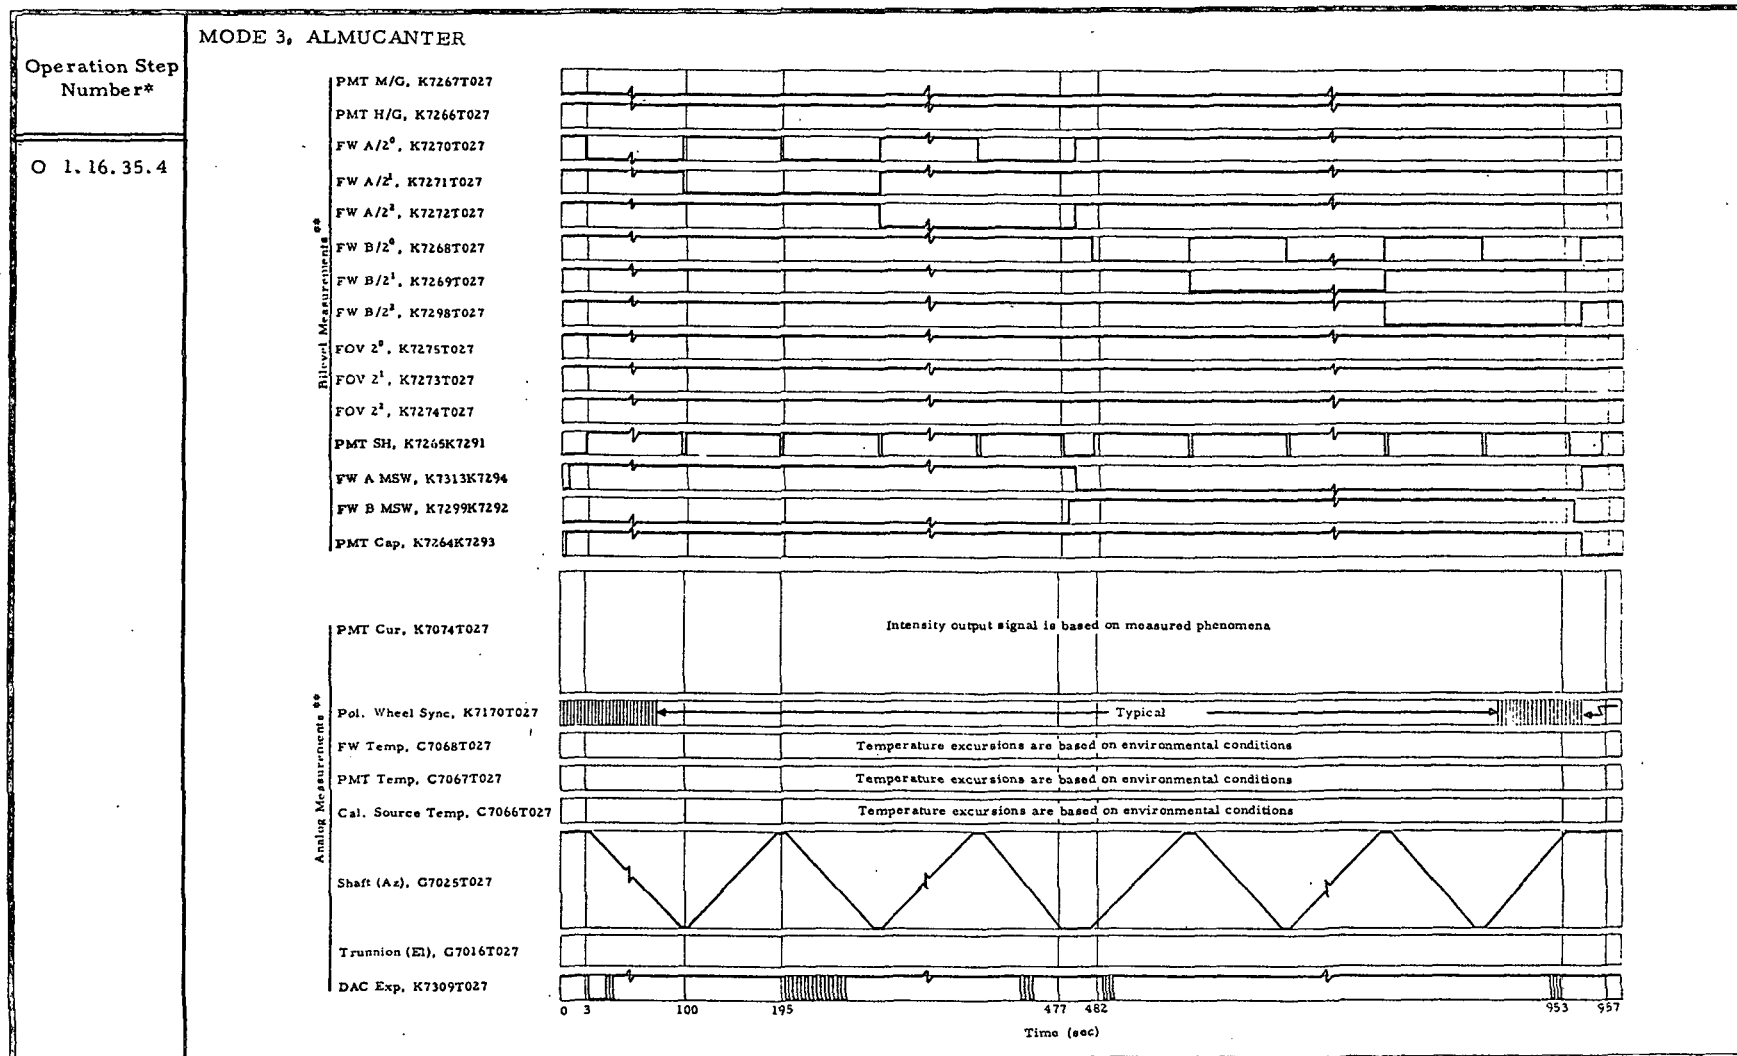 MODE 3, ALMUCANTER
Operation Step
Number*
O 1.16.35.4
Bilevel Measurements **
PMT M/G, K7267T027
PMT H/G, K7266T027
FW A/2⁰, K7270T027
FW A/2¹, K7271T027
FW A/2², K7272T027
FW B/2⁰, K7268T027
FW B/2¹, K7269T027
FW B/2², K7298T027
FOV 2⁰, K7275T027
FOV 2¹, K7273T027
FOV 2², K7274T027
PMT SH, K7265K7291
FW A MSW, K7313K7294
FW B MSW, K7299K7292
PMT Cap, K7264K7293
Analog Measurements **
PMT Cur, K7074T027
Intensity output signal is based on measured phenomena
Pol. Wheel Sync, K7170T027
Typical
FW Temp, C7068T027
Temperature excursions are based on environmental conditions
PMT Temp, C7067T027
Temperature excursions are based on environmental conditions
Cal. Source Temp, C7066T027
Temperature excursions are based on environmental conditions
Shaft (Az), G7025T027
Trunnion (El), G7016T027
DAC Exp, K7309T027
0 3 100 195 477 482 953 957
Time (sec)